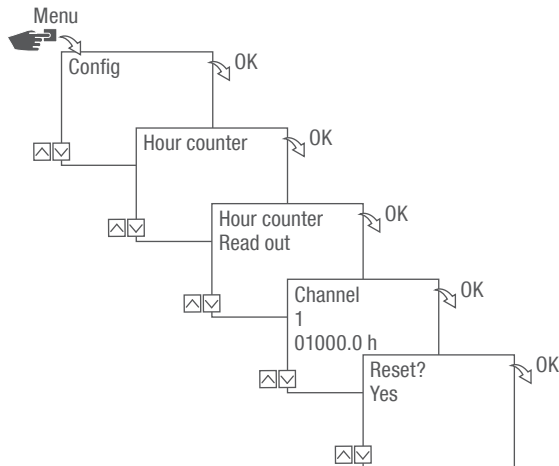 Menu
Config
OK
Hour counter
OK
Hour counter
Read out
OK
Channel
1
01000.0 h
OK
Reset?
Yes
OK